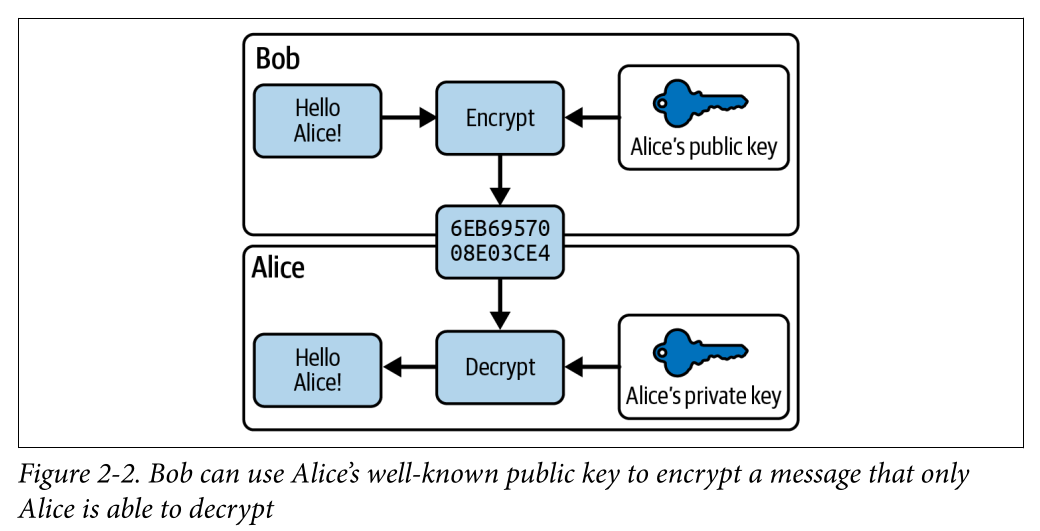 Bob
Hello
Alice!
Encrypt
Alice's public key
6EB69570
08E03CE4
Alice
Hello
Alice!
Decrypt
Alice's private key
Figure 2-2. Bob can use Alice’s well-known public key to encrypt a message that only
Alice is able to decrypt